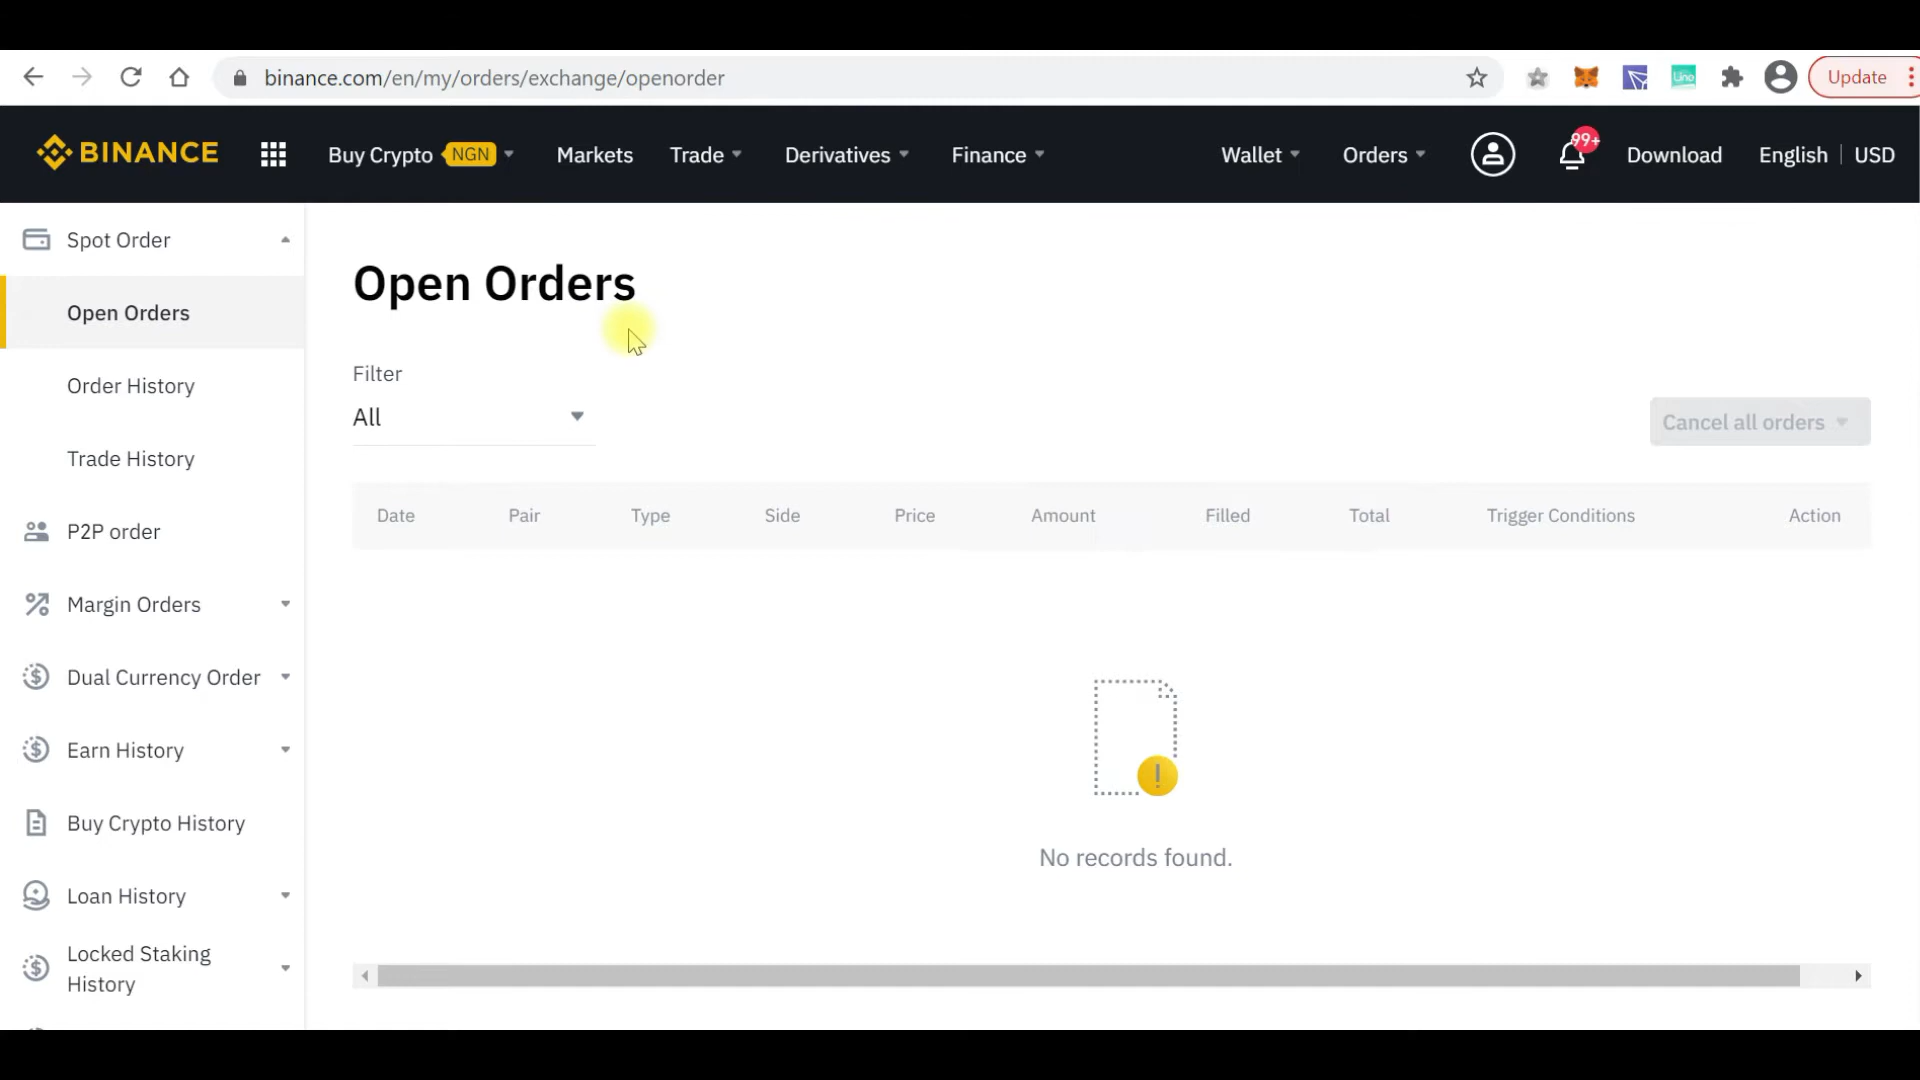 binance.com/en/my/orders/exchange/openorder
Lino
Update
BINANCE
Buy Crypto NGN
Markets
Trade
Derivatives
Finance
Wallet
Orders
99+
Download
English
USD
Spot Order
Open Orders
Order History
Trade History
P2P order
Margin Orders
Dual Currency Order
Earn History
Buy Crypto History
Loan History
Locked Staking
History
Open Orders
Filter
All
Cancel all orders
Date Pair Type Side Price Amount Filled Total Trigger Conditions Action
No records found.